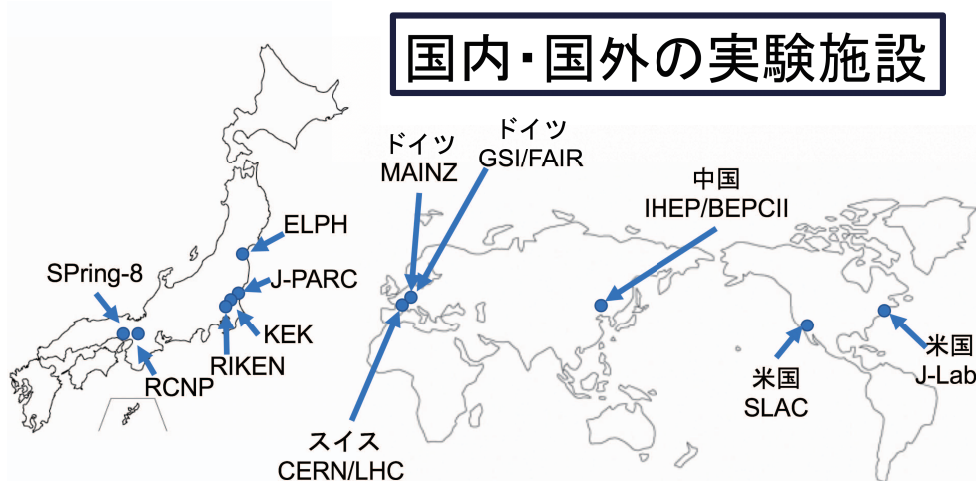 国内・国外の実験施設
ドイツ
MAINZ
ドイツ
GSI/FAIR
中国
IHEP/BEPCII
ELPH
SPring-8
J-PARC
KEK
RIKEN
RCNP
米国
J-Lab
米国
SLAC
スイス
CERN/LHC